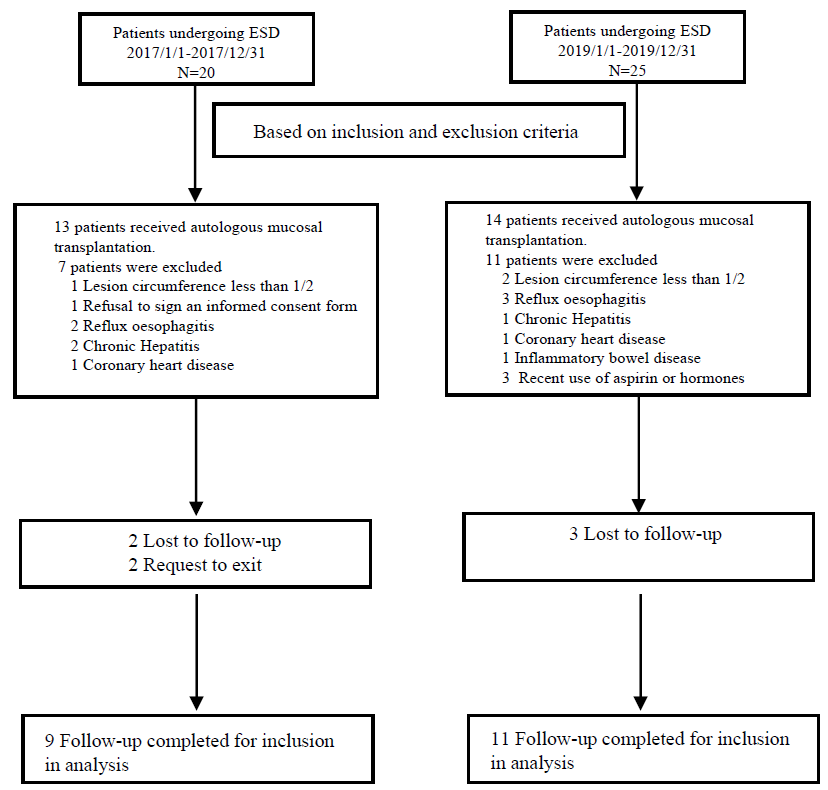 Patients undergoing ESD
2017/1/1-2017/12/31
N=20
Patients undergoing ESD
2019/1/1-2019/12/31
N=25
Based on inclusion and exclusion criteria
13 patients received autologous mucosal
transplantation.
7 patients were excluded
1 Lesion circumference less than 1/2
1 Refusal to sign an informed consent form
2 Reflux oesophagitis
2 Chronic Hepatitis
1 Coronary heart disease
14 patients received autologous mucosal
transplantation.
11 patients were excluded
2 Lesion circumference less than 1/2
3 Reflux oesophagitis
1 Chronic Hepatitis
1 Coronary heart disease
1 Inflammatory bowel disease
3 Recent use of aspirin or hormones
2 Lost to follow-up
2 Request to exit
3 Lost to follow-up
9 Follow-up completed for inclusion
in analysis
11 Follow-up completed for inclusion
in analysis